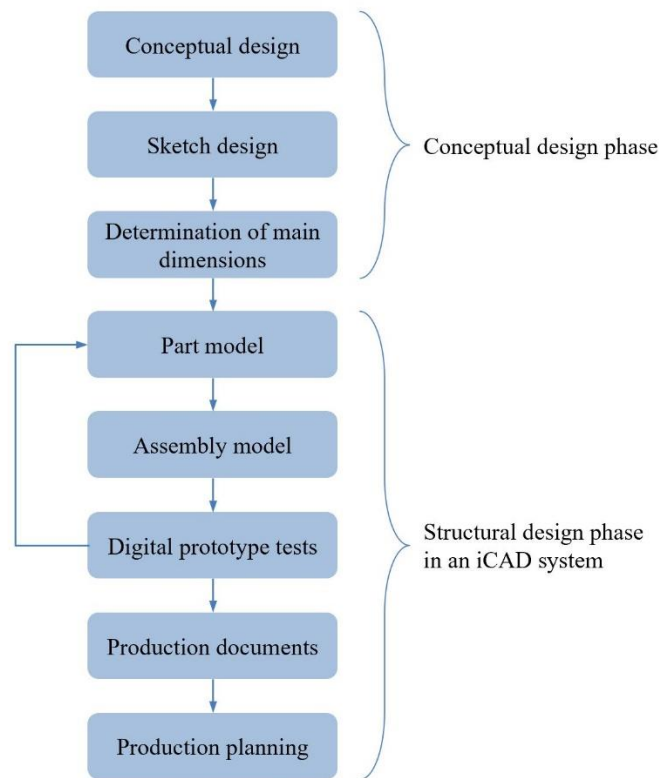 Conceptual design
Sketch design
Determination of main
dimensions
Conceptual design phase
Part model
Assembly model
Digital prototype tests
Production documents
Production planning
Structural design phase
in an iCAD system